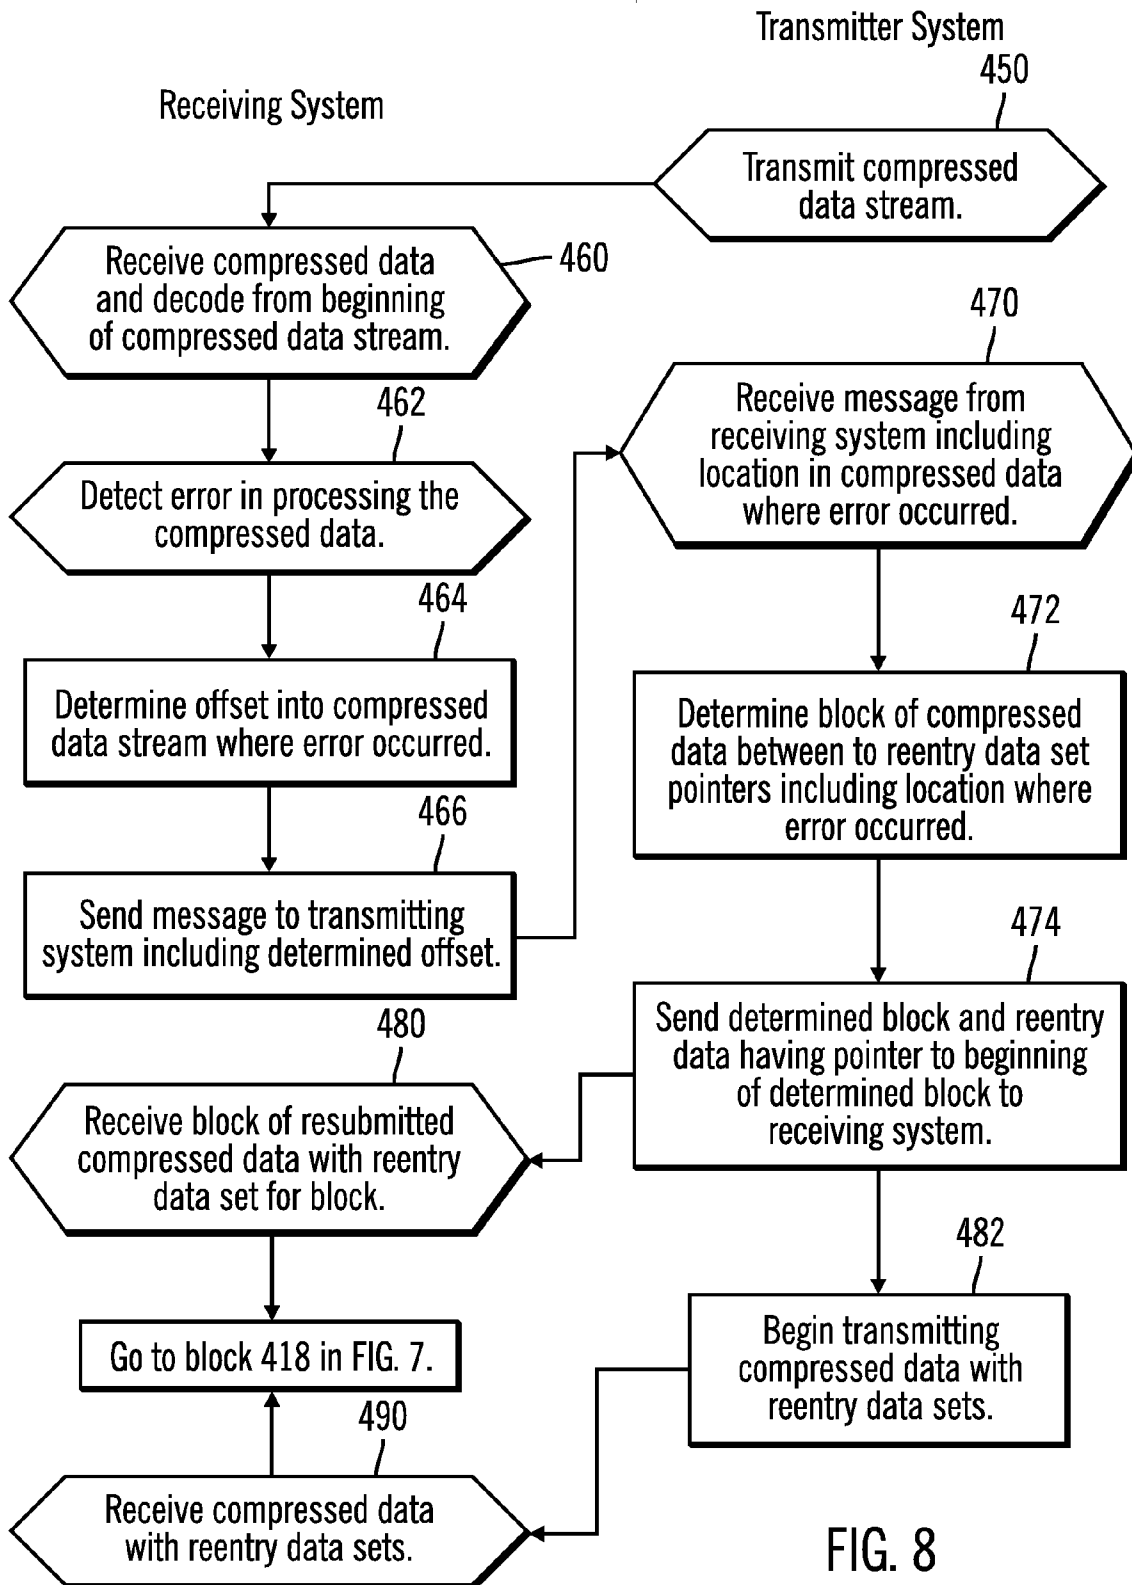 Transmitter System
450
Receiving System
Transmit compressed
data stream.
Receive compressed data
and decode from beginning
of compressed data stream.
460
470
Receive message from
receiving system including
location in compressed data
where error occurred.
462
Detect error in processing the
compressed data.
464
Determine offset into compressed
data stream where error occurred.
472
Determine block of compressed
data between to reentry data set
pointers including location where
error occurred.
466
Send message to transmitting
system including determined offset.
474
Send determined block and reentry
data having pointer to beginning
of determined block to
receiving system.
480
Receive block of resubmitted
compressed data with reentry
data set for block.
482
Begin transmitting
compressed data with
reentry data sets.
Go to block 418 in FIG. 7.
490
Receive compressed data
with reentry data sets.
FIG. 8